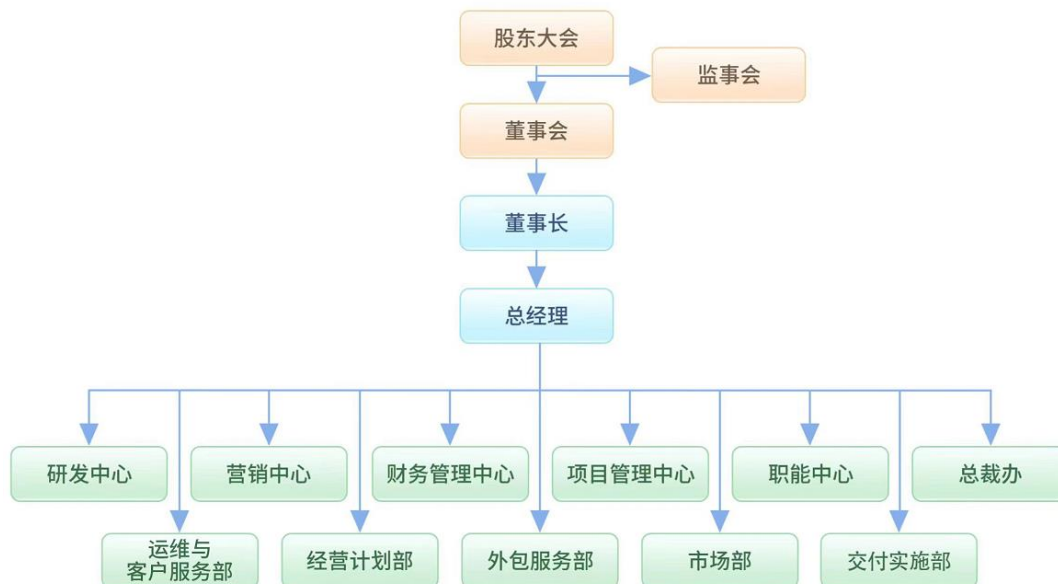 股东大会
监事会
董事会
董事长
总经理
研发中心
营销中心
财务管理中心
项目管理中心
职能中心
总裁办
运维与
客户服务部
经营计划部
外包服务部
市场部
交付实施部